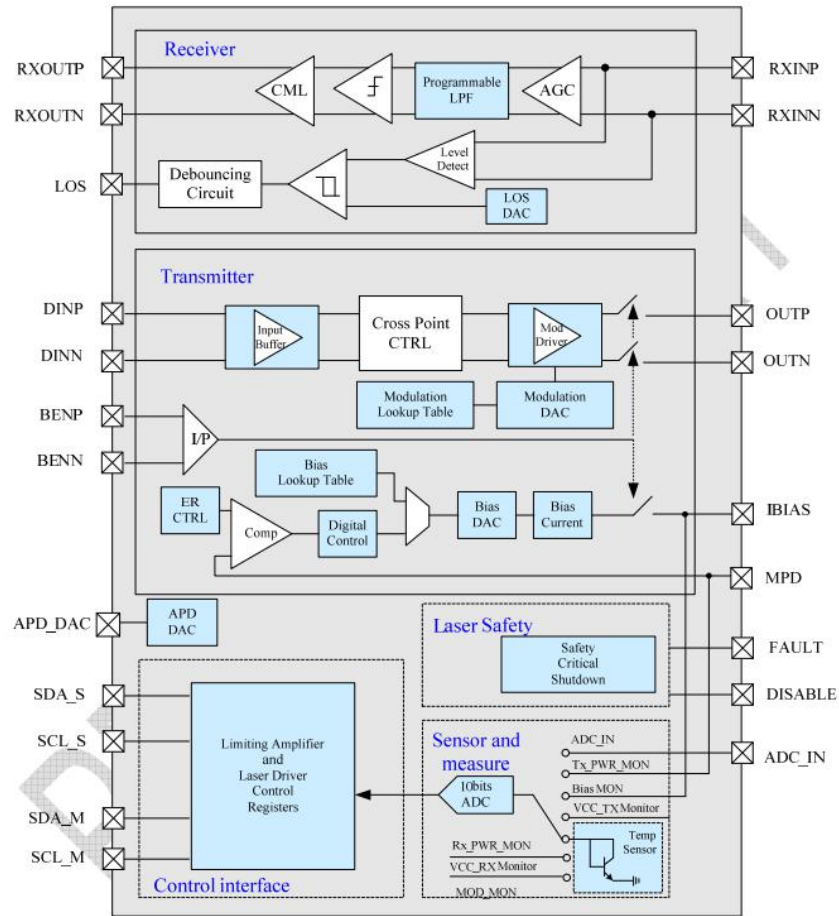 Receiver
RXOUTP
RXOUTN
CML
Programmable
LPF
AGC
RXINP
RXINN
LOS
Debouncing
Circuit
Level
Detect
LOS
DAC
Transmitter
DINP
DINN
Input
Buffer
Cross Point
CTRL
Mod
Driver
OUTP
OUTN
Modulation
Lookup Table
Modulation
DAC
BENP
BENN
I/P
Bias
Lookup Table
ER
CTRL
Comp
Digital
Control
Bias
DAC
Bias
Current
IBIAS
MPD
APD_DAC
APD
DAC
Laser Safety
Safety
Critical
Shutdown
FAULT
DISABLE
SDA_S
SCL_S
SDA_M
SCL_M
Limiting Amplifier
and
Laser Driver
Control
Registers
Control interface
Sensor and
measure
10bits
ADC
ADC_IN
Tx_PWR_MON
Bias MON
VCC_TX Monitor
Temp
Sensor
Rx_PWR_MON
VCC_RX Monitor
MOD_MON
ADC_IN